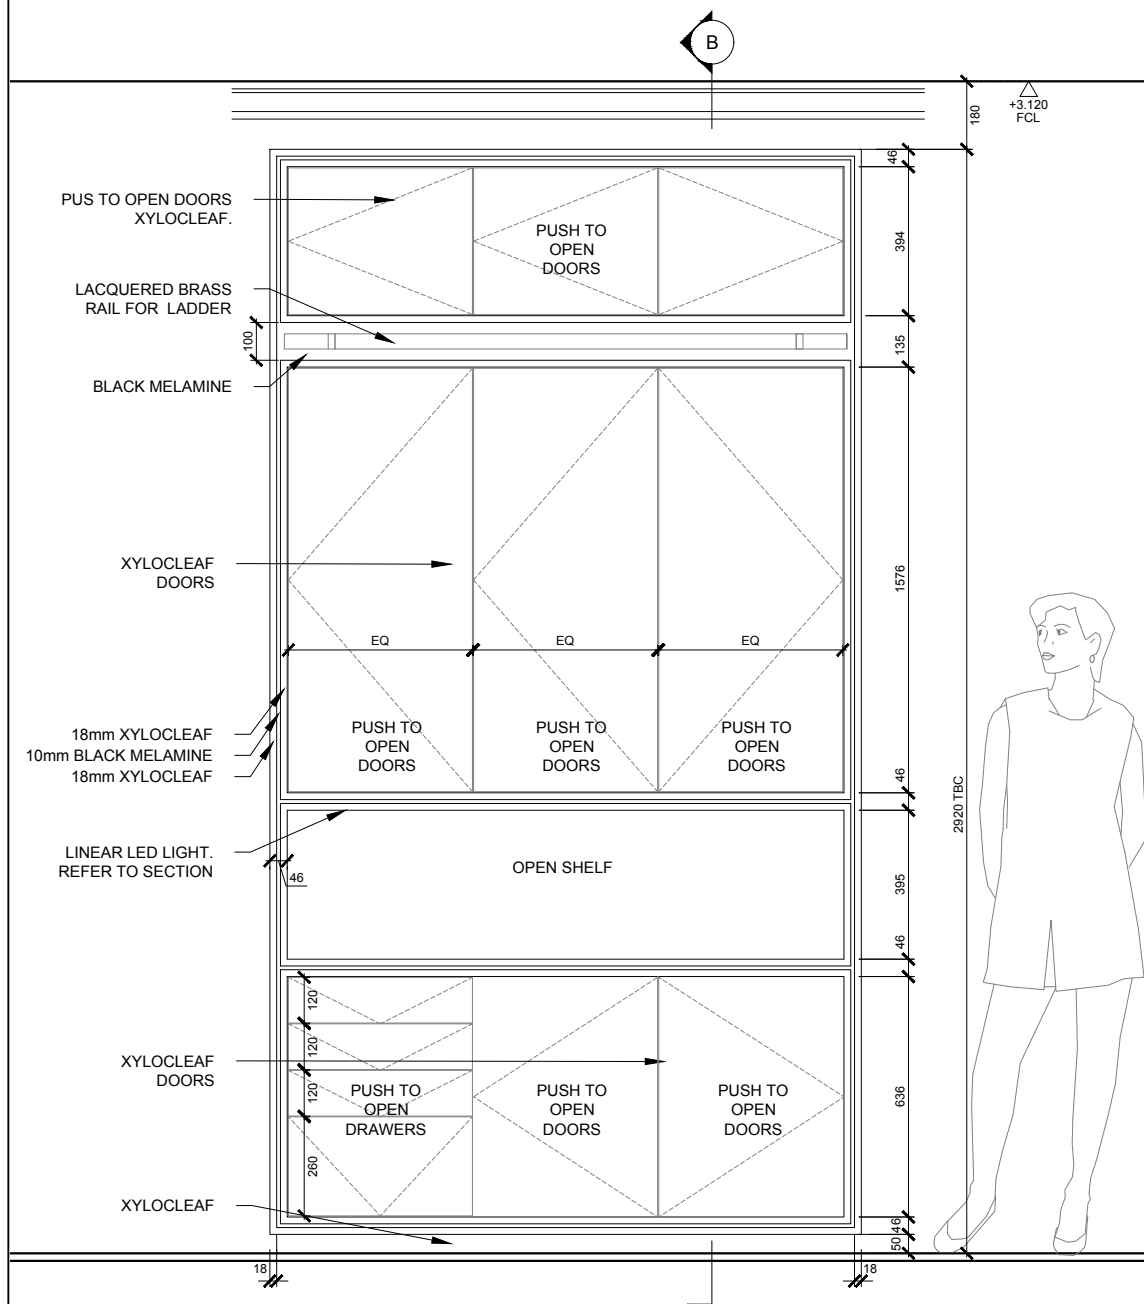 B
+3.120
FCL
180
46
PUS TO OPEN DOORS
XYLOCLEAF.
PUSH TO
OPEN
DOORS
394
LACQUERED BRASS
RAIL FOR LADDER
100
135
BLACK MELAMINE
XYLOCLEAF
DOORS
1576
EQ
EQ
EQ
18mm XYLOCLEAF
10mm BLACK MELAMINE
18mm XYLOCLEAF
PUSH TO
OPEN
DOORS
PUSH TO
OPEN
DOORS
PUSH TO
OPEN
DOORS
46
2920 TBC
LINEAR LED LIGHT.
REFER TO SECTION
46
OPEN SHELF
395
46
120
120
120
260
XYLOCLEAF
DOORS
PUSH TO
OPEN
DRAWERS
PUSH TO
OPEN
DOORS
PUSH TO
OPEN
DOORS
636
XYLOCLEAF
46
50
18
18